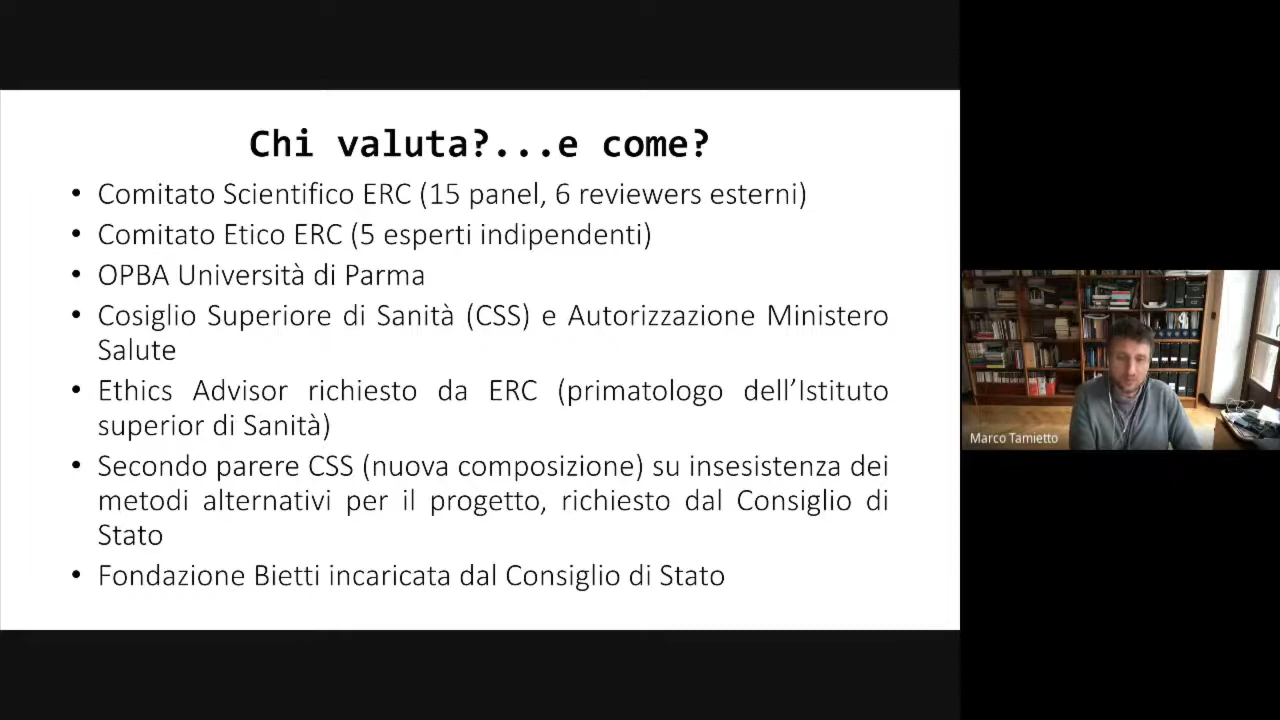 Chi valuta?...e come?
• Comitato Scientifico ERC (15 panel, 6 reviewers esterni)
• Comitato Etico ERC (5 esperti indipendenti)
• OPBA Università di Parma
• Cosiglio Superiore di Sanità (CSS) e Autorizzazione Ministero
Salute
• Ethics Advisor richiesto da ERC (primatologo dell’Istituto
superior di Sanità)
• Secondo parere CSS (nuova composizione) su insesistenza dei
metodi alternativi per il progetto, richiesto dal Consiglio di
Stato
• Fondazione Bietti incaricata dal Consiglio di Stato
Marco Tamietto